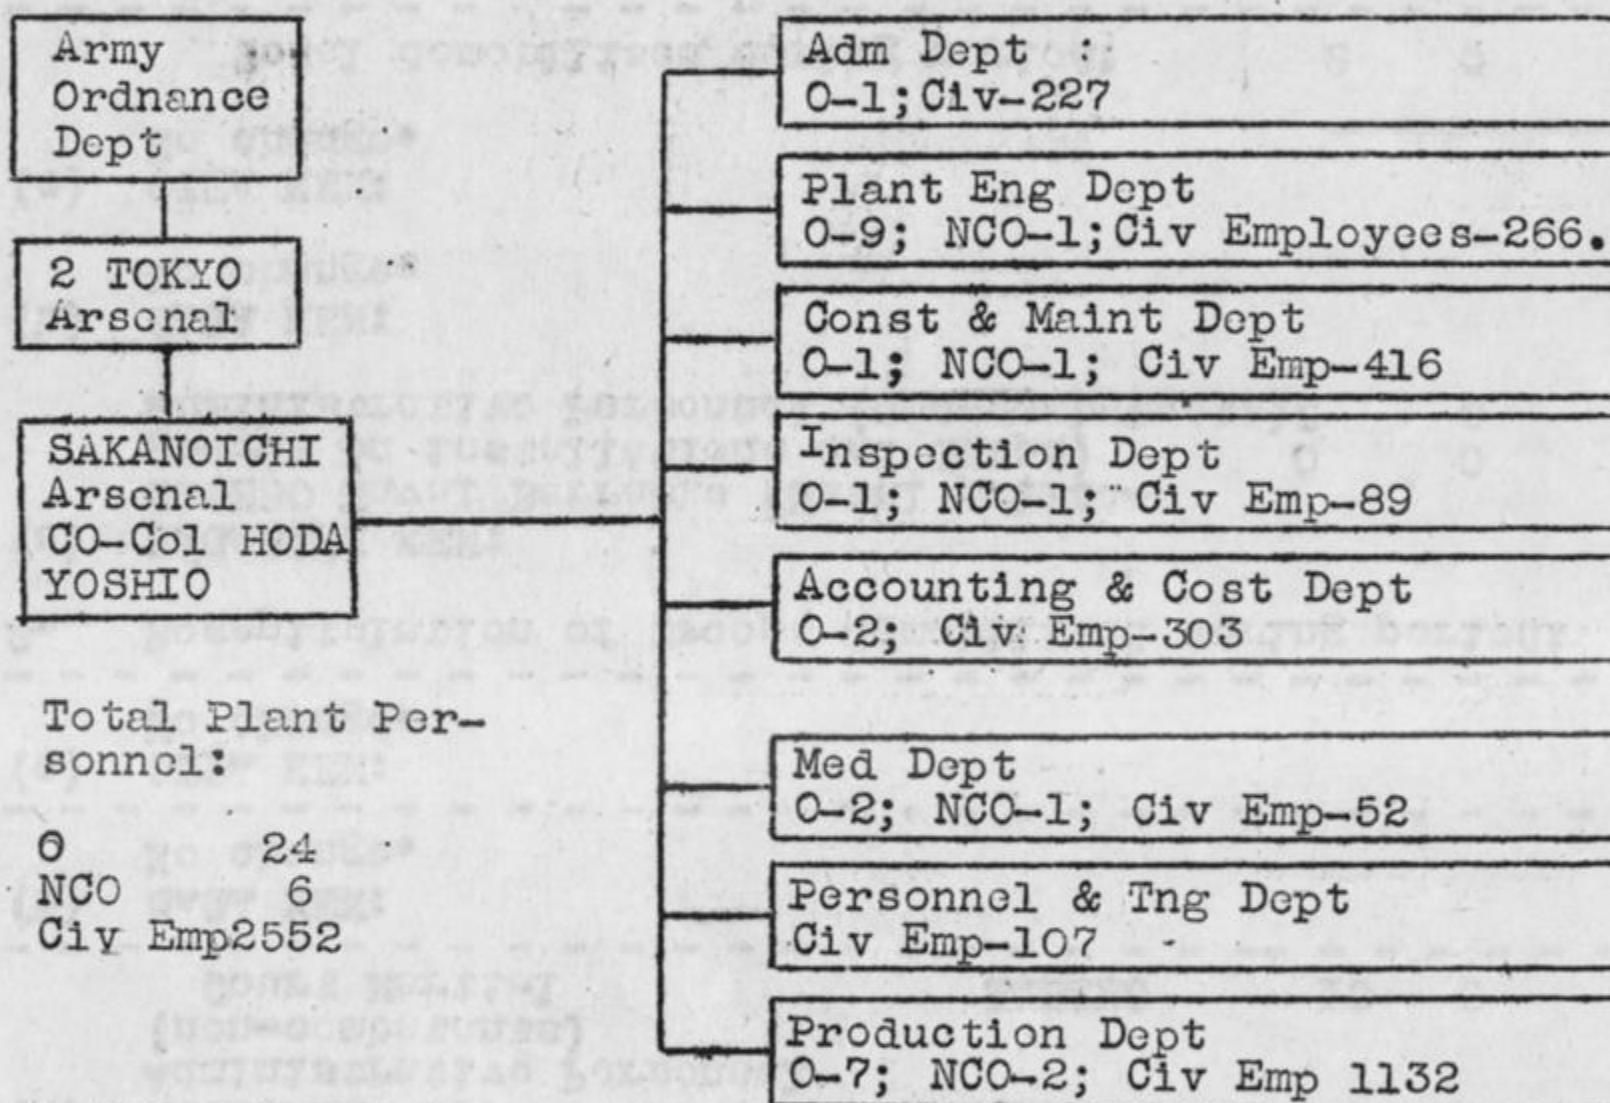 Army
Ordnance
Dept
2 TOKYO
Arsenal
SAKANOICHI
Arsenal
CO-Col HODA
YOSHIO
Total Plant Per-
sonnel:
O 24
NCO 6
Civ Emp2552
Adm Dept :
O-1;Civ-227
Plant Eng Dept
O-9; NCO-1;Civ Employees-266.
Const & Maint Dept
O-1; NCO-1; Civ Emp-416
Inspection Dept
O-1; NCO-1; Civ Emp-89
Accounting & Cost Dept
O-2; Civ Emp-303
Med Dept
O-2; NCO-1; Civ Emp-52
Personnel & Tng Dept
Civ Emp-107
Production Dept
O-7; NCO-2; Civ Emp 1132